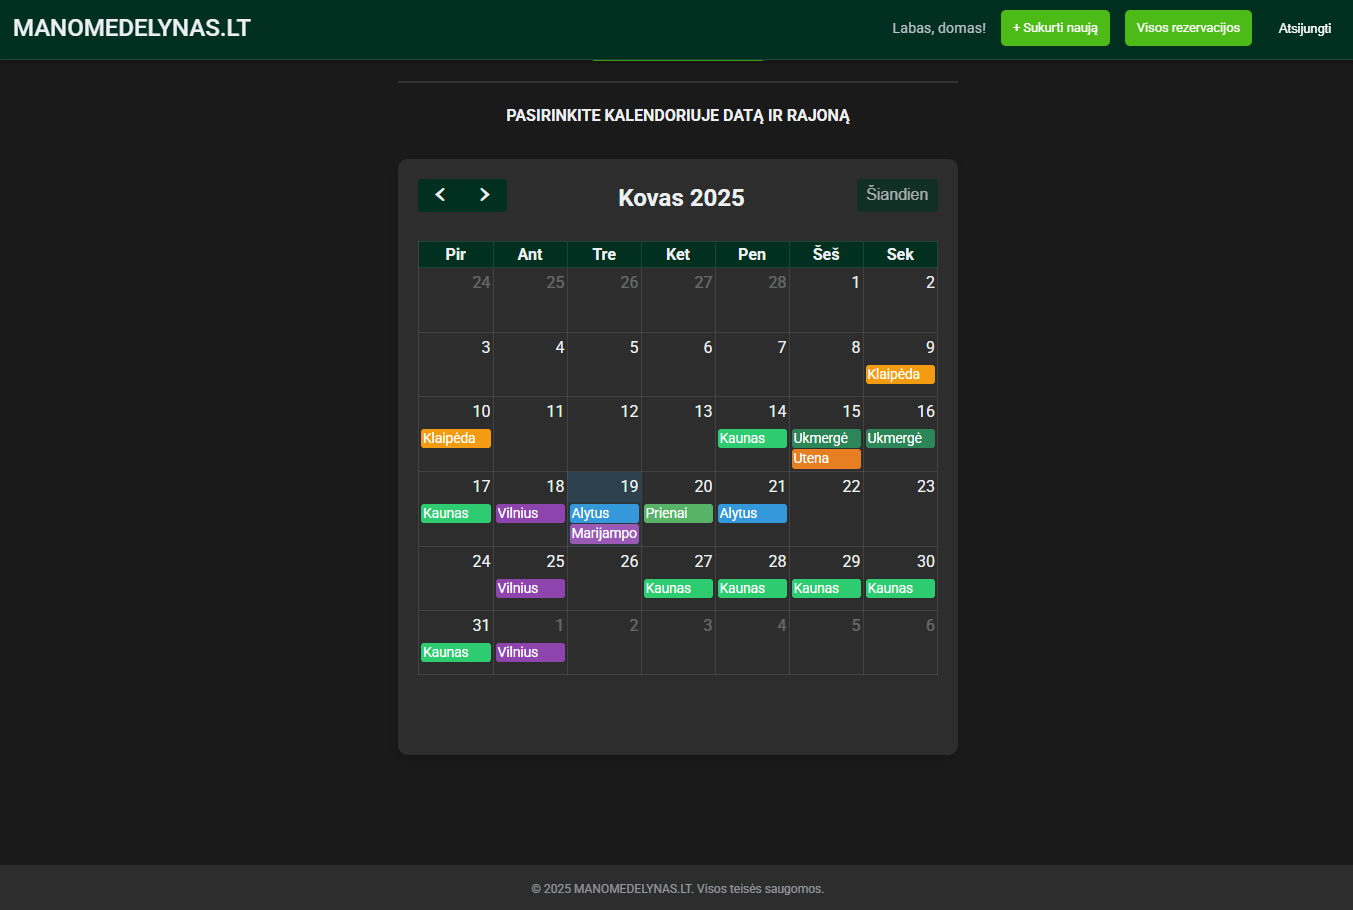 MANOMEDELYNAS.LT
Labas, domas!
+ Sukurti naują
Visos rezervacijos
Atsijungti
PASIRINKITE KALENDORIUJE DATĄ IR RAJONĄ
Kovas 2025
Šiandien
Pir Ant Tre Ket Pen Šeš Sek
24 25 26 27 28 1 2
3 4 5 6 7 8 9
Klaipėda
10 11 12 13 14 15 16
Klaipėda Kaunas Ukmergė Ukmergė
Utena
17 18 19 20 21 22 23
Kaunas Vilnius Alytus Prienai Alytus
Marijampo
24 25 26 27 28 29 30
Vilnius Kaunas Kaunas Kaunas Kaunas
31 1 2 3 4 5 6
Kaunas Vilnius
© 2025 MANOMEDELYNAS.LT. Visos teisės saugomos.